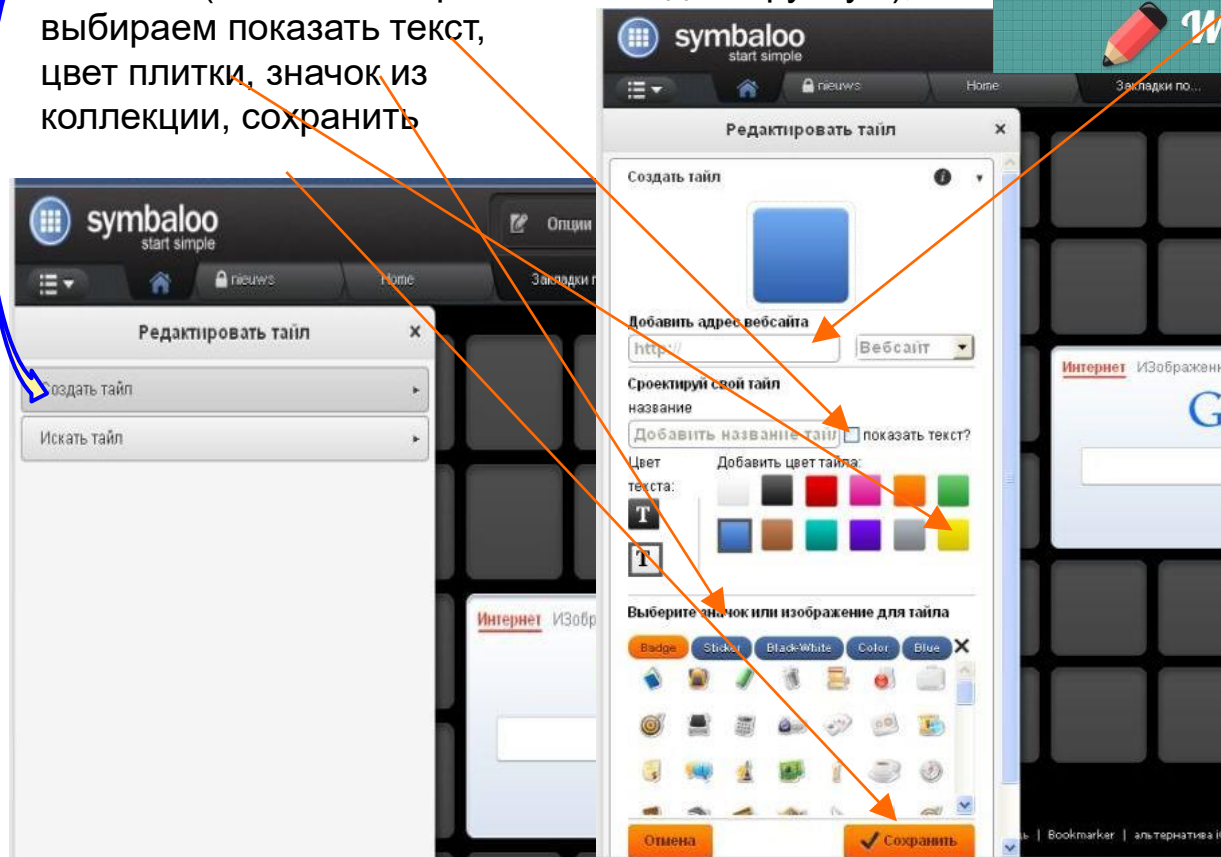 выбираем показать текст,
цвет плитки, значок из
коллекции, сохранить
symbaloo
start simple
Опции
nieuws
Home
Закладки п
Редактировать тайл
×
Создать тайл
Искать тайл
Интернет ИЗобр
symbaloo
start simple
nieuws
Home
Закладки по...
Редактировать тайл
×
Создать тайл
Добавить адрес вебсайта
http://
Вебсайт
Сроектируй свой тайл
название
Добавить название тайл
показать текст?
Цвет
текста:
Добавить цвет тайла:
T
T
Выберите значок или изображение для тайла
Badge Sticker Black-White Color Blue X
Отмена
Сохранить
Интернет ИЗображени
G
| Bookmarker | альтернатива i